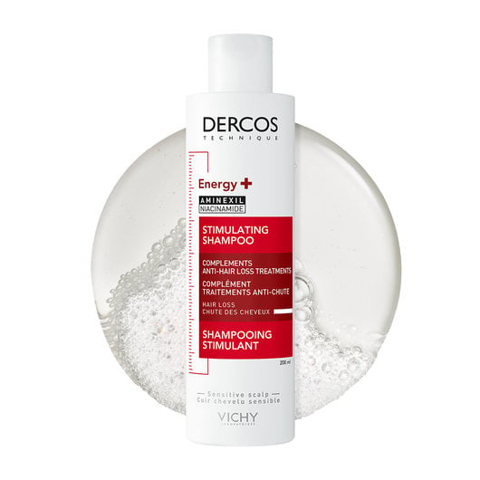 DERCOS
TECHNIQUE
Energy+
AMINEXIL
NIACINAMIDE
STIMULATING
SHAMPOO
COMPLEMENTS
ANTI-HAIR LOSS TREATMENTS
COMPLÉMENT
TRAITEMENTS ANTI-CHUTE
HAIR LOSS
CHUTE DES CHEVEUX
SHAMPOOING
STIMULANT
200 ml
Sensitive scalp
Cuir chevelu sensible
VICHY
LABORATOIRES